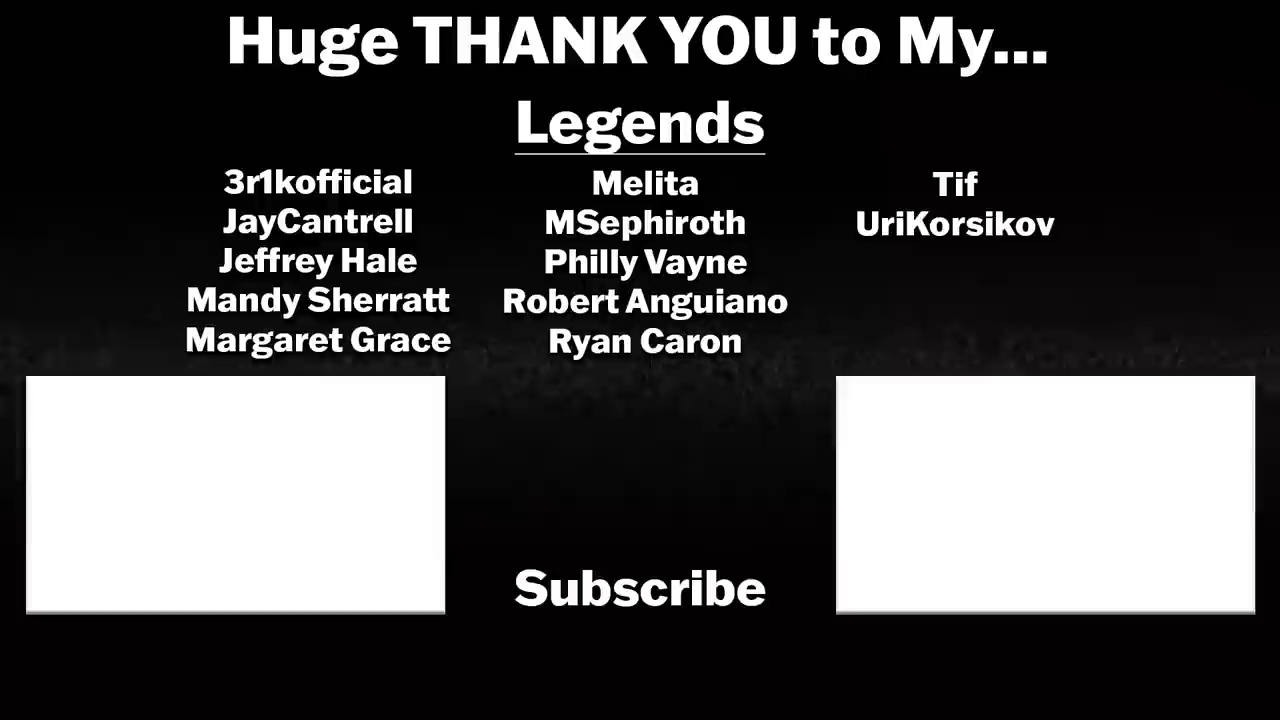 Huge THANK YOU to My...
Legends
3r1kofficial
JayCantrell
Jeffrey Hale
Mandy Sherratt
Margaret Grace
Melita
MSephiroth
Philly Vayne
Robert Anguiano
Ryan Caron
Tif
UriKorsikov
Subscribe